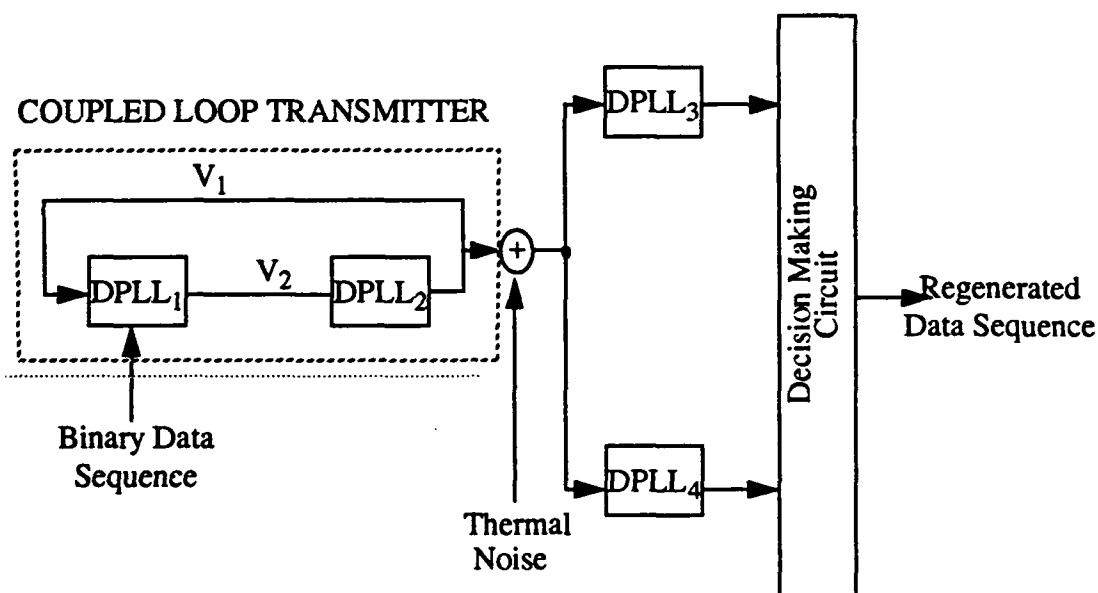 COUPLED LOOP TRANSMITTER
V1
DPLL1
V2
DPLL2
Binary Data
Sequence
+
Thermal
Noise
DPLL3
DPLL4
Decision Making
Circuit
Regenerated
Data Sequence